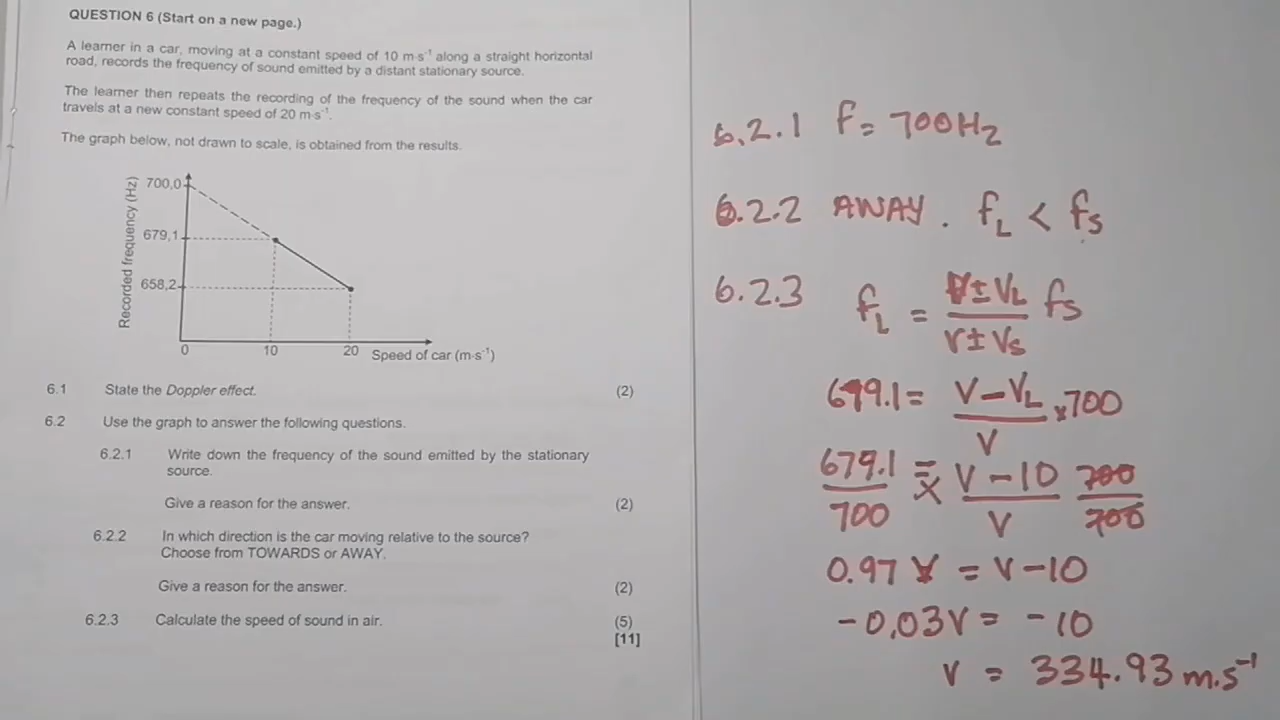 QUESTION 6 (Start on a new page.)
A learner in a car, moving at a constant speed of 10 m·s⁻¹ along a straight horizontal
road, records the frequency of sound emitted by a distant stationary source.
The learner then repeats the recording of the frequency of the sound when the car
travels at a new constant speed of 20 m·s⁻¹.
The graph below, not drawn to scale, is obtained from the results.
Recorded frequency (Hz)
700,0
679,1
658,2
0 10 20 Speed of car (m·s⁻¹)
6.1 State the Doppler effect. (2)
6.2 Use the graph to answer the following questions.
6.2.1 Write down the frequency of the sound emitted by the stationary
source.
Give a reason for the answer. (2)
6.2.2 In which direction is the car moving relative to the source?
Choose from TOWARDS or AWAY.
Give a reason for the answer. (2)
6.2.3 Calculate the speed of sound in air. (5)
[11]
6.2.1 f = 700Hz
6.2.2 AWAY. fL < fs
6.2.3 fL = (V ± VL)/(V ± Vs) fs
679.1 = (V − VL)/V × 700
679.1/700 = × (V − 10)/V 700/700
0.97 V = V − 10
−0,03V = −10
V = 334.93 m.s⁻¹